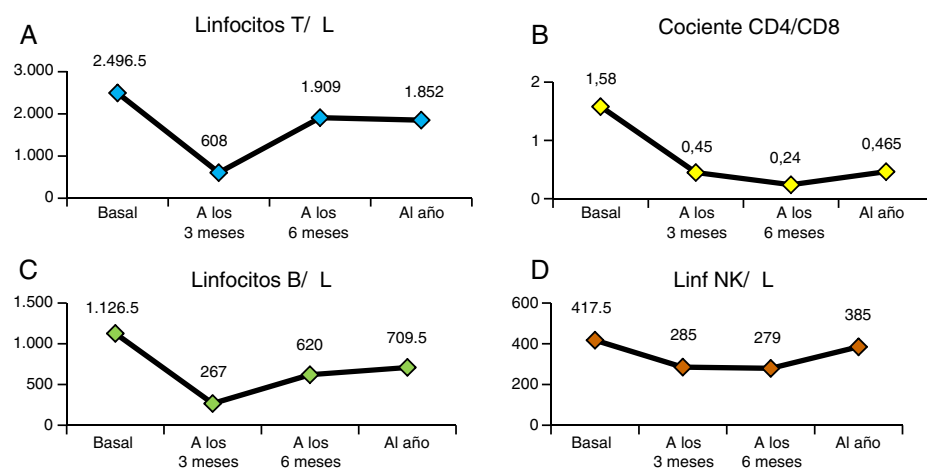 A
Linfocitos T/ L
3.000
2.000
1.000
0
2.496.5
608
1.909
1.852
Basal
A los
3 meses
A los
6 meses
Al año
B
Cociente CD4/CD8
2
1
0
1,58
0,45
0,24
0,465
Basal
A los
3 meses
A los
6 meses
Al año
C
Linfocitos B/ L
1.500
1.000
500
0
1.126.5
267
620
709.5
Basal
A los
3 meses
A los
6 meses
Al año
D
Linf NK/ L
600
400
200
0
417.5
285
279
385
Basal
A los
3 meses
A los
6 meses
Al año